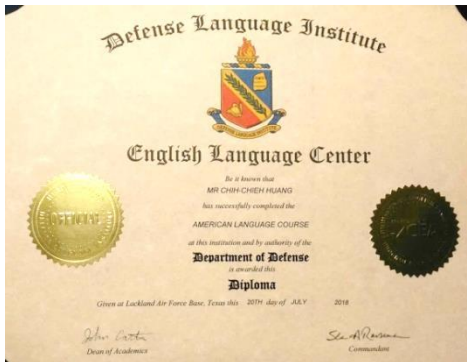 Defense Language Institute
English Language Center
Be it known that
MR CHIH-CHIEH HUANG
has successfully completed the
AMERICAN LANGUAGE COURSE
at this institution and by authority of the
Department of Defense
is awarded this
Diploma
Given at Lackland Air Force Base, Texas this 20TH day of JULY 2018
Dean of Academics
Commandant